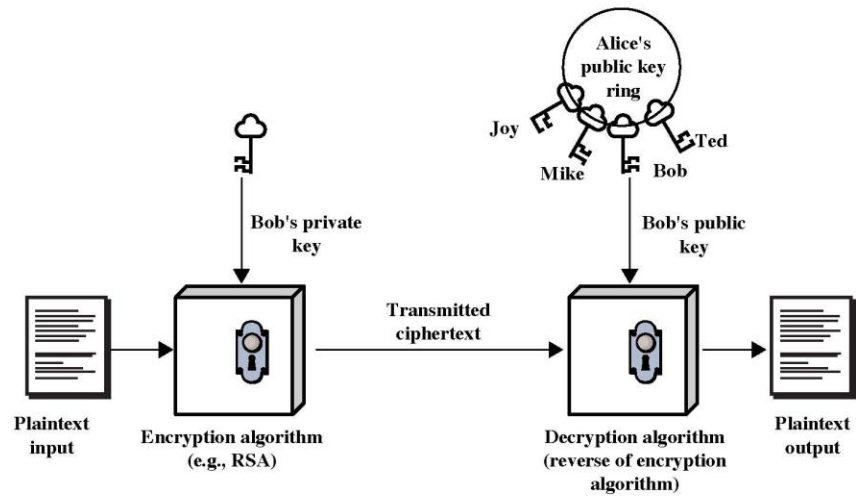 Alice's
public key
ring
Joy
Mike
Bob
Ted
Bob's private
key
Bob's public
key
Transmitted
ciphertext
Plaintext
input
Encryption algorithm
(e.g., RSA)
Decryption algorithm
(reverse of encryption
algorithm)
Plaintext
output